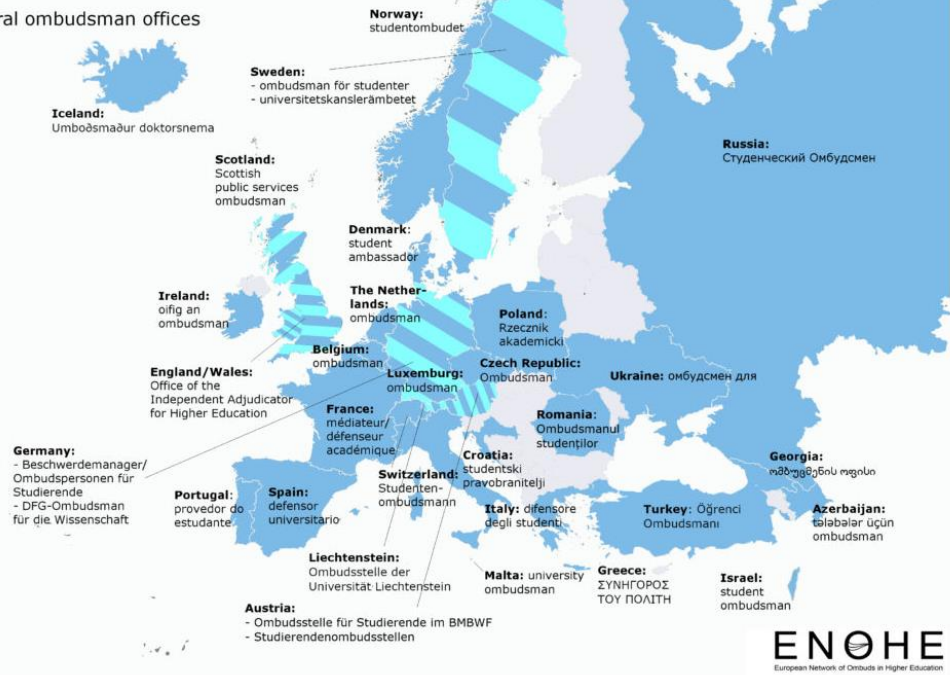 ral ombudsman offices
Norway:
studentombudet
Sweden:
- ombudsman för studenter
- universitetskanslerämbetet
Iceland:
Umboðsmaður doktorsnema
Russia:
Студенческий Омбудсмен
Scotland:
Scottish
public services
ombudsman
Denmark:
student
ambassador
The Nether-
lands:
ombudsman
Ireland:
oifig an
ombudsman
Poland:
Rzecznik
akademicki
Belgium:
ombudsman
Czech Republic:
Ombudsman
England/Wales:
Office of the
Independent Adjudicator
for Higher Education
Luxemburg:
ombudsman
Ukraine: омбудсмен для
France:
médiateur/
défenseur
académique
Romania:
Ombudsmanul
studenților
Germany:
- Beschwerdemanager/
Ombudspersonen für
Studierende
- DFG-Ombudsman
für die Wissenschaft
Croatia:
studentski
pravobranitelji
Georgia:
ომბუცმენის ოფისი
Switzerland:
Studenten-
ombudsmann
Portugal:
provedor do
estudante
Spain:
defensor
universitario
Italy: difensore
degli studenti
Turkey: Öğrenci
Ombudsmanı
Azerbaijan:
tələbələr üçün
ombudsman
Liechtenstein:
Ombudsstelle der
Universität Liechtenstein
Malta: university
ombudsman
Greece:
ΣΥΝΗΓΟΡΟΣ
ΤΟΥ ΠΟΛΙΤΗ
Israel:
student
ombudsman
Austria:
- Ombudsstelle für Studierende im BMBWF
- Studierendenombudsstellen
ENOHE
European Network of Ombuds in Higher Education